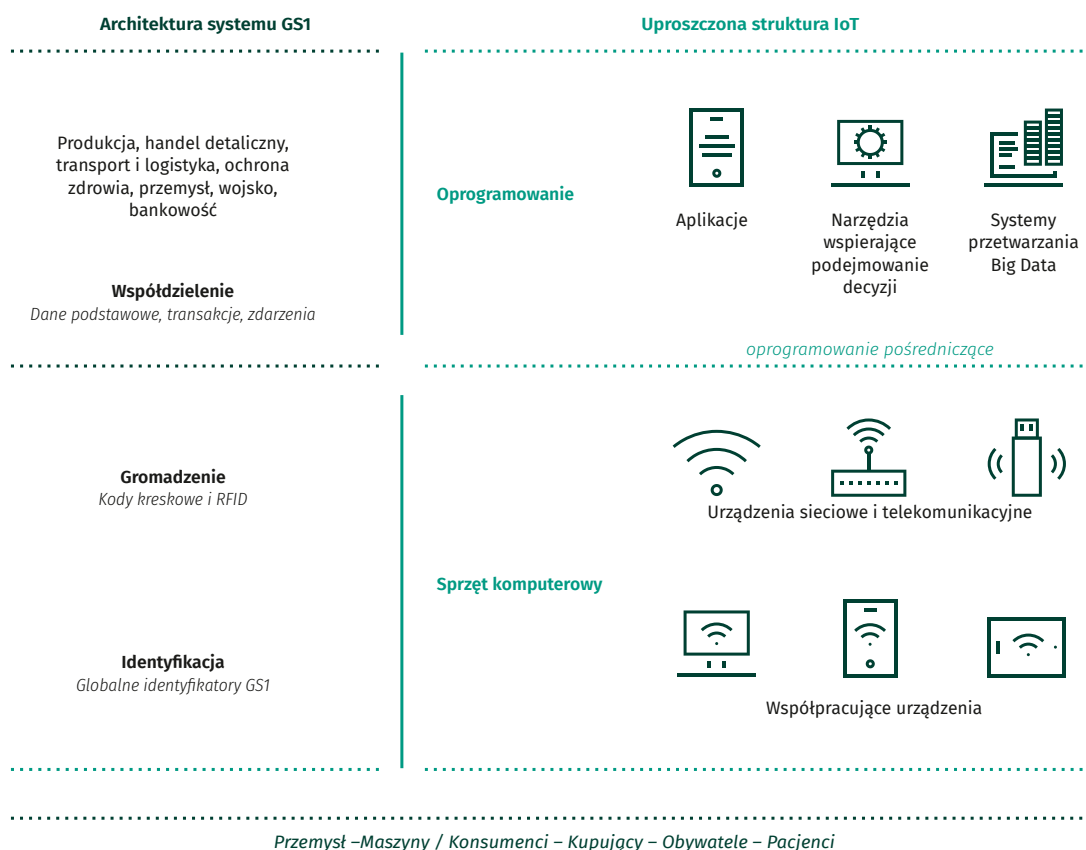 Architektura systemu GS1
Uproszczona struktura IoT
Produkcja, handel detaliczny,
transport i logistyka, ochrona
zdrowia, przemysł, wojsko,
bankowość
Współdzielenie
Dane podstawowe, transakcje, zdarzenia
Oprogramowanie
Aplikacje
Narzędzia
wspierające
podejmowanie
decyzji
Systemy
przetwarzania
Big Data
oprogramowanie pośredniczące
Gromadzenie
Kody kreskowe i RFID
Urządzenia sieciowe i telekomunikacyjne
Sprzęt komputerowy
Identyfikacja
Globalne identyfikatory GS1
Współpracujące urządzenia
Przemysł –Maszyny / Konsumenci – Kupujący – Obywatele – Pacjenci